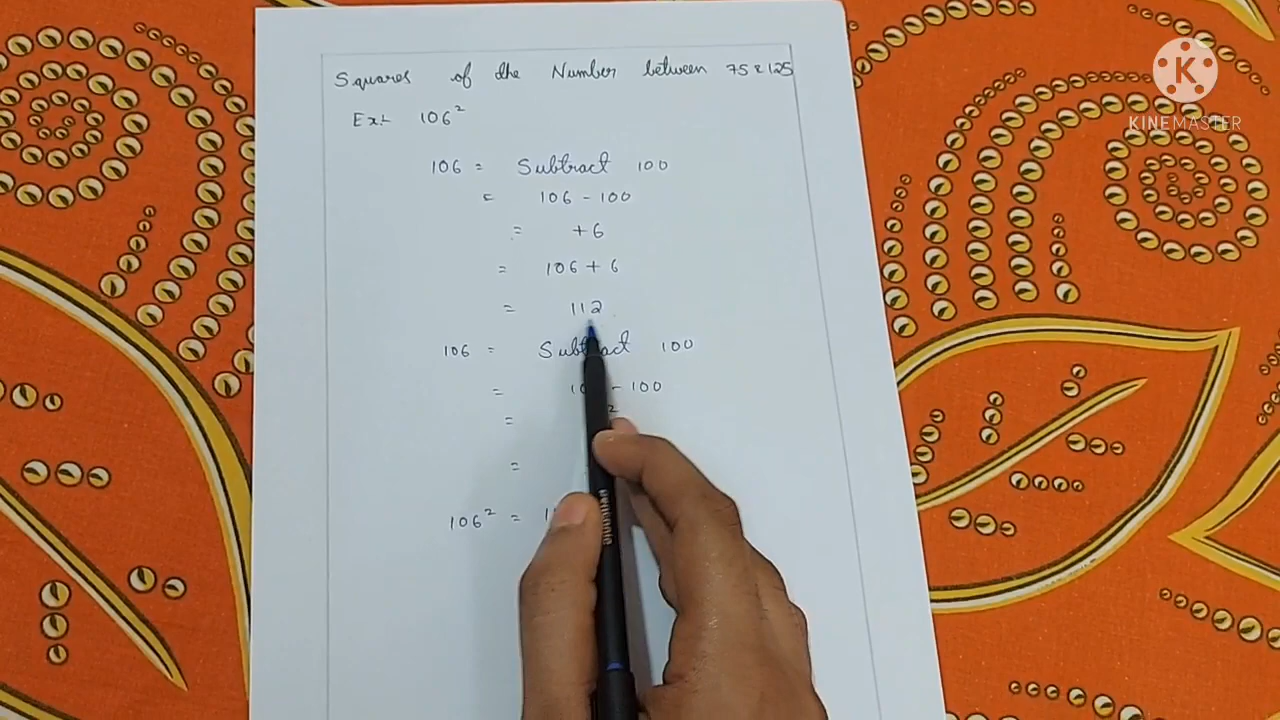 Squares of the Number between 75 & 125
Ex:- 106²
106 = Subtract 100
= 106 - 100
= +6
= 106 + 6
= 112
106 = Subtract 100
= - 100
= ²
=
106² =
K
KINEMASTER